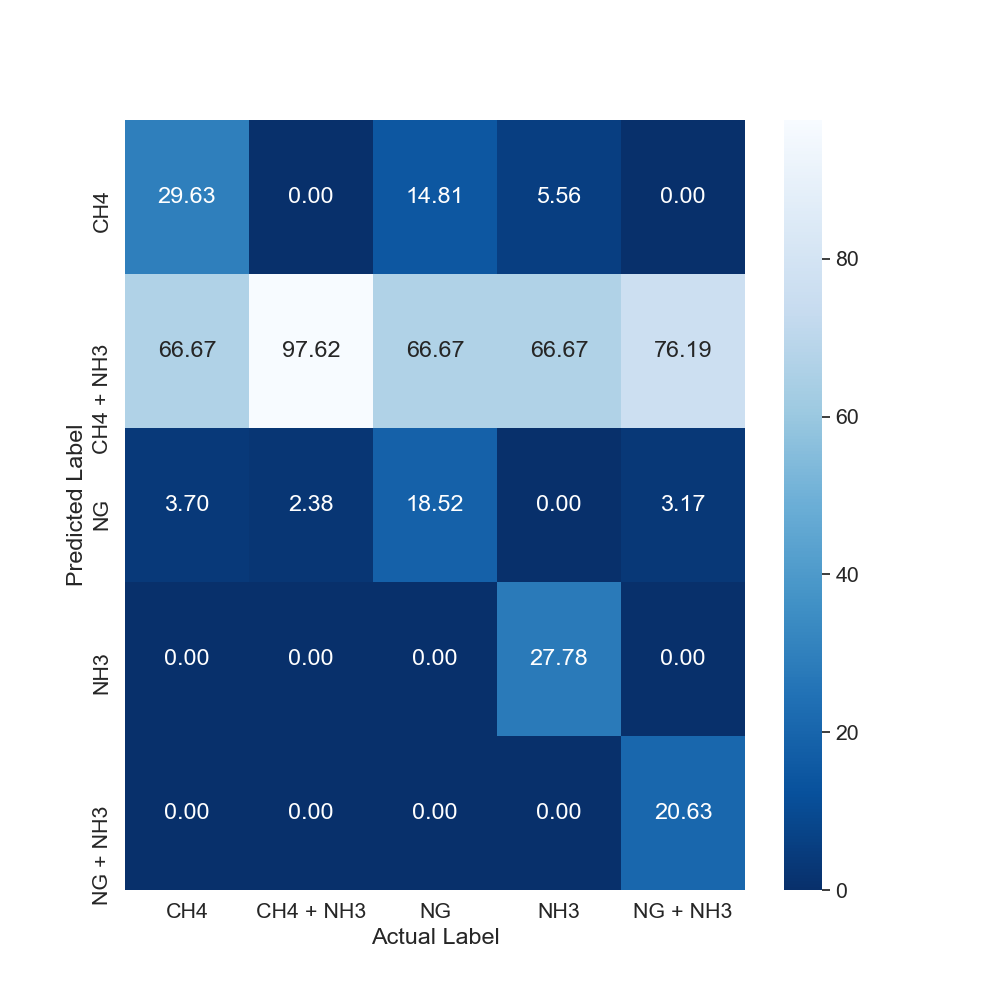 CH4
29.63 0.00 14.81 5.56 0.00
CH4 + NH3
66.67 97.62 66.67 66.67 76.19
NG
3.70 2.38 18.52 0.00 3.17
NH3
0.00 0.00 0.00 27.78 0.00
NG + NH3
0.00 0.00 0.00 0.00 20.63
Predicted Label
CH4 CH4 + NH3 NG NH3 NG + NH3
Actual Label
80
60
40
20
0